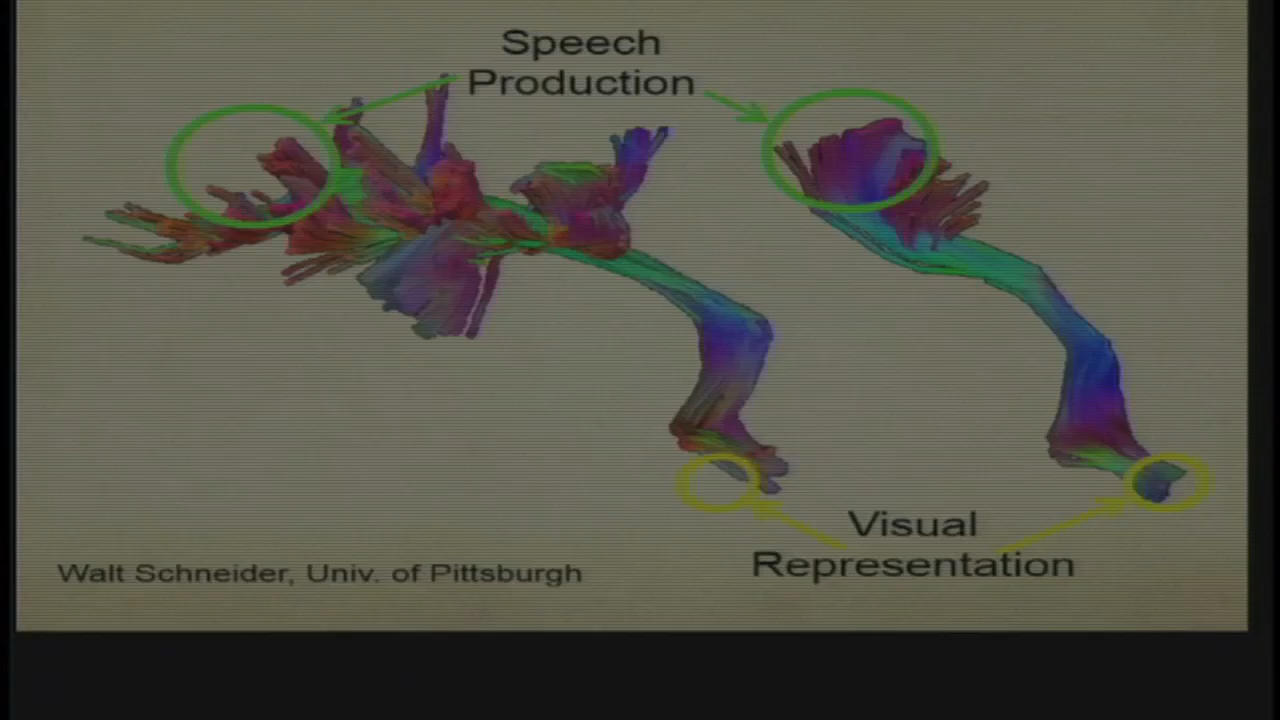 Speech
Production
Visual
Representation
Walt Schneider, Univ. of Pittsburgh